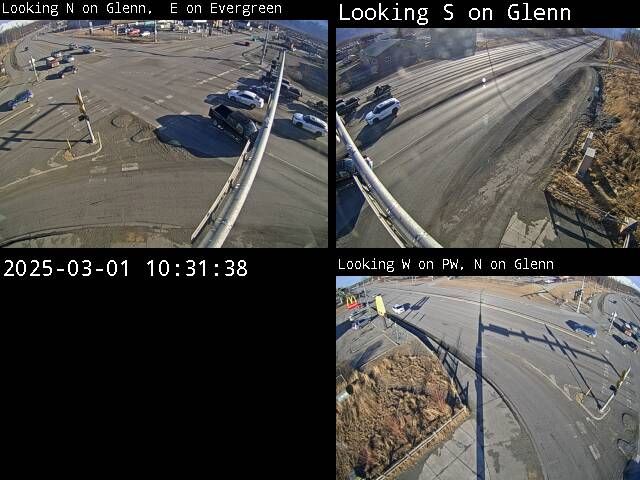 Looking N on Glenn,  E on Evergreen
Looking S on Glenn
2025-03-01 10:31:38
Looking W on PW, N on Glenn